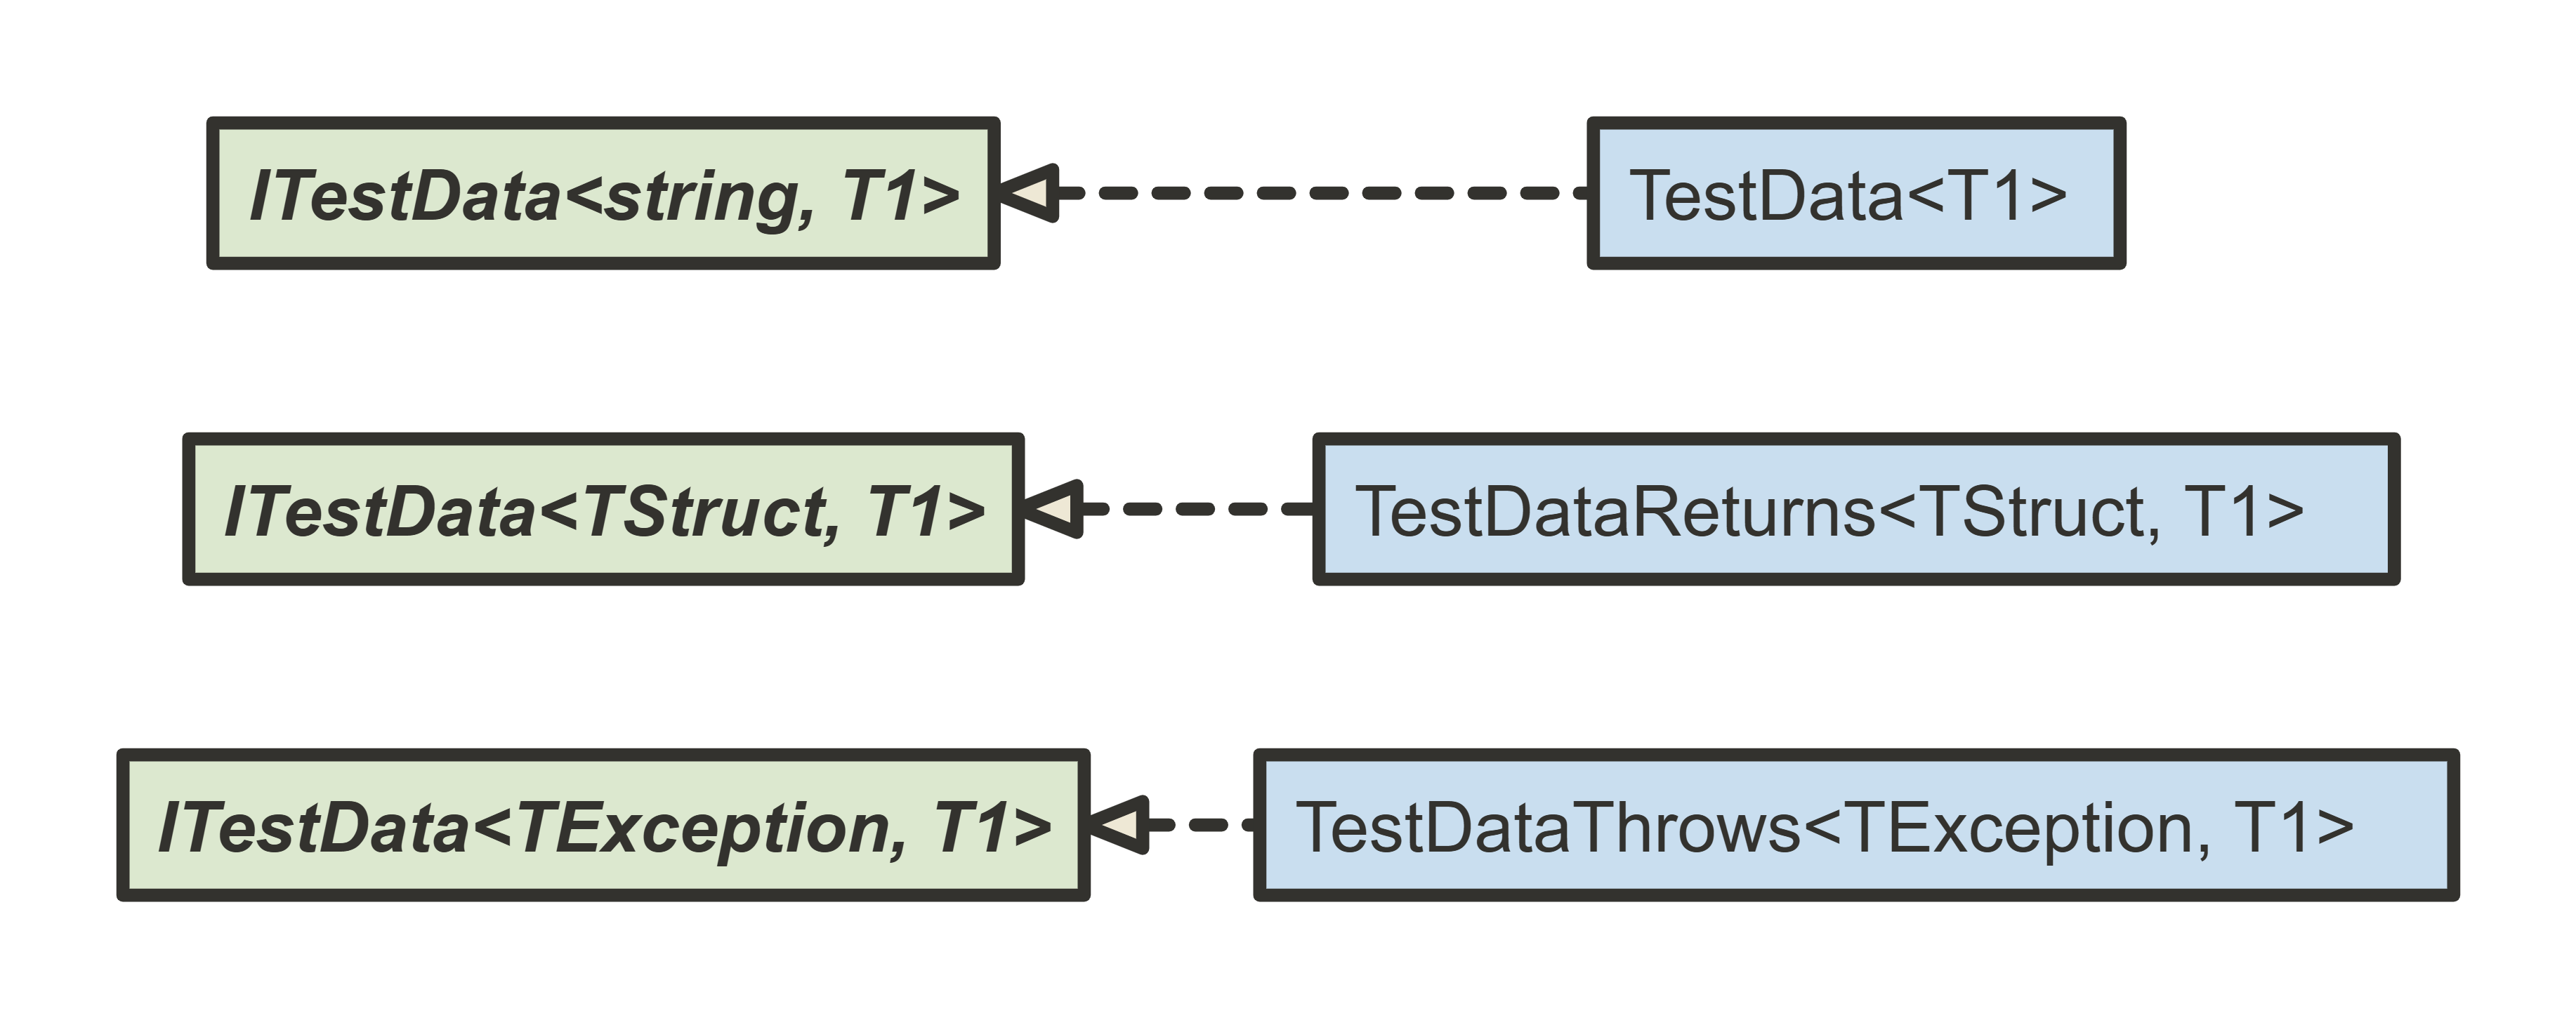 ITestData<string, T1>
TestData<T1>
ITestData<TStruct, T1>
TestDataReturns<TStruct, T1>
ITestData<TException, T1>
TestDataThrows<TException, T1>